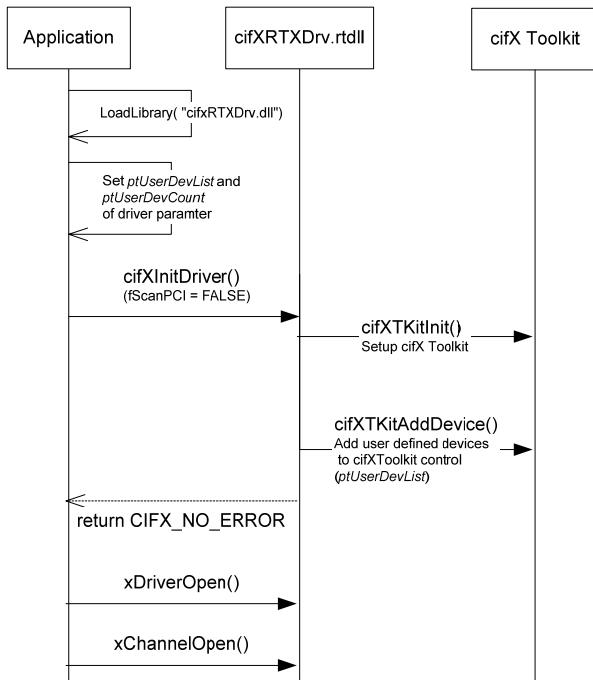 Application
cifXRTXDrv.rtdll
cifX Toolkit
LoadLibrary( "cifxRTXDrv.dll")
Set ptUserDevList and
ptUserDevCount
of driver paramter
cifXInitDriver()
(fScanPCI = FALSE)
cifXTKitInit()
Setup cifX Toolkit
cifXTKitAddDevice()
Add user defined devices
to cifXToolkit control
(ptUserDevList)
return CIFX_NO_ERROR
xDriverOpen()
xChannelOpen()